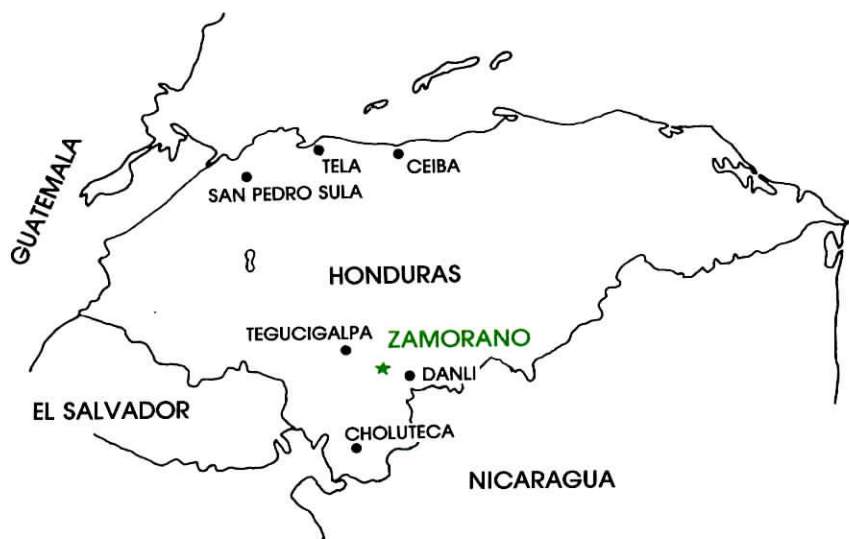 TELA
CEIBA
SAN PEDRO SULA
GUATEMALA
HONDURAS
TEGUCIGALPA
ZAMORANO
DANLI
EL SALVADOR
CHOLUTECA
NICARAGUA